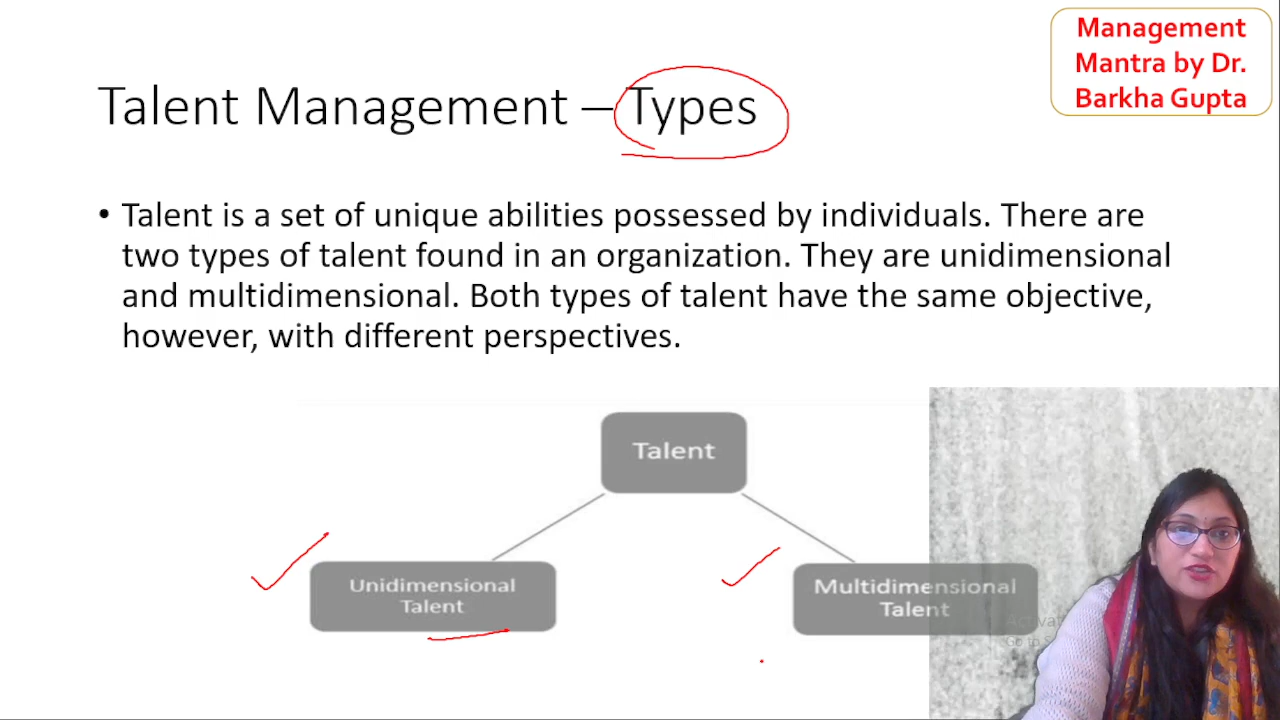 Management
Mantra by Dr.
Barkha Gupta
Talent Management – Types
• Talent is a set of unique abilities possessed by individuals. There are
two types of talent found in an organization. They are unidimensional
and multidimensional. Both types of talent have the same objective,
however, with different perspectives.
Talent
Unidimensional
Talent
Multidimensional
Talent
Go to S